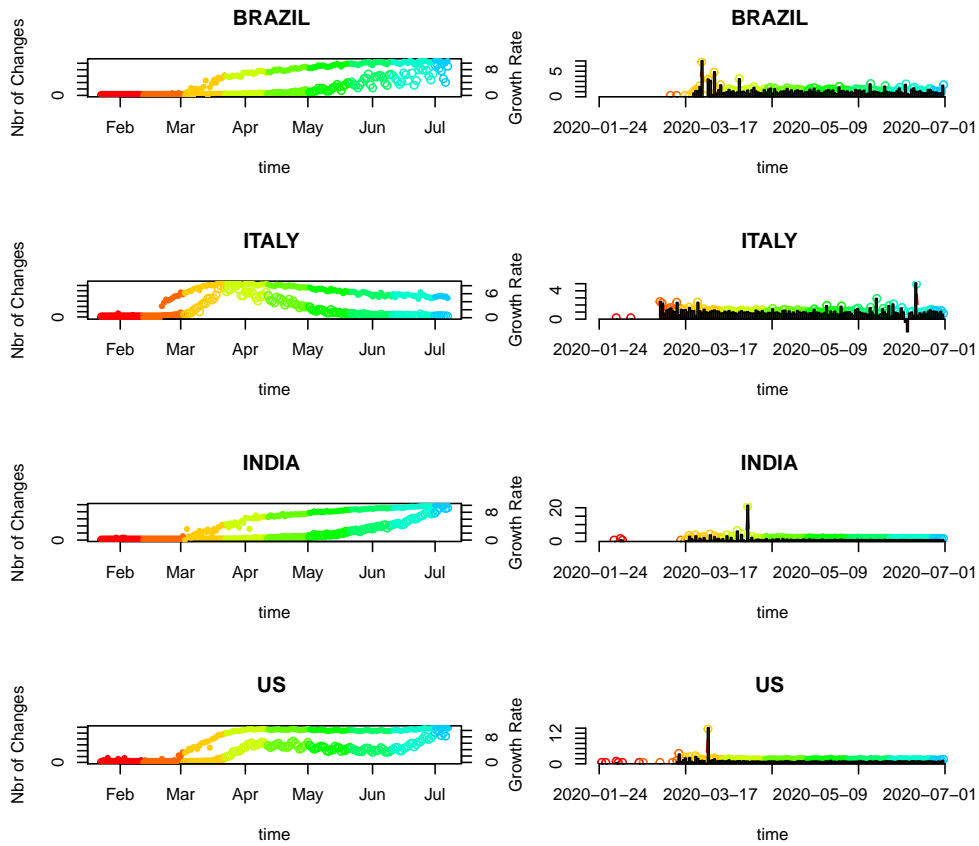 BRAZIL
Nbr of Changes
0
0 8
Feb Mar Apr May Jun Jul
time
BRAZIL
Growth Rate
0 5
2020−01−24 2020−03−17 2020−05−09 2020−07−01
time
ITALY
Nbr of Changes
0
0 6
Feb Mar Apr May Jun Jul
time
ITALY
Growth Rate
0 4
2020−01−24 2020−03−17 2020−05−09 2020−07−01
time
INDIA
Nbr of Changes
0
0 8
Feb Mar Apr May Jun Jul
time
INDIA
Growth Rate
0 20
2020−01−24 2020−03−17 2020−05−09 2020−07−01
time
US
Nbr of Changes
0
0 8
Feb Mar Apr May Jun Jul
time
US
Growth Rate
0 12
2020−01−24 2020−03−17 2020−05−09 2020−07−01
time